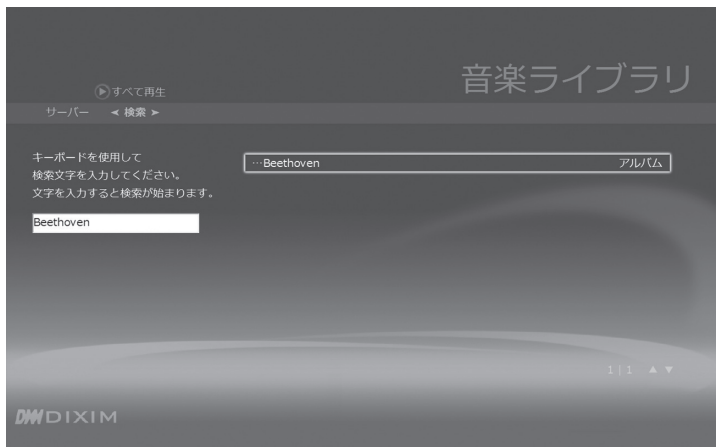 音楽ライブラリ
すべて再生
サーバー ◄ 検索 ►
キーボードを使用して
検索文字を入力してください。
文字を入力すると検索が始まります。
Beethoven
…Beethoven アルバム
1 | 1 ▲ ▼
DIXIM